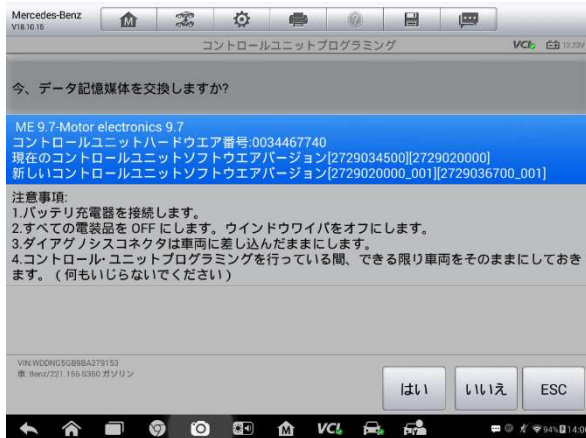 Mercedes-Benz
V18.10.16
コントロールユニットプログラミング
VCI 12.23V
今、データ記憶媒体を交換しますか?
ME 9.7-Motor electronics 9.7
コントロールユニットハードウエア番号:0034467740
現在のコントロールユニットソフトウエアバージョン[2729034500][2729020000]
新しいコントロールユニットソフトウエアバージョン[2729020000_001][2729036700_001]
注意事項:
1.バッテリ充電器を接続します。
2.すべての電装品を OFF にします。ウインドウワイパをオフにします。
3.ダイアグノシスコネクタは車両に差し込んだままにします。
4.コントロール･ユニットプログラミングを行っている間、できる限り車両をそのままにしておき
ます。（何もいじらないでください）
VIN:WDDNG5GB9BA379153
車: Benz/221.156 S350 ガソリン
はい いいえ ESC
M VCI 94% 14:0